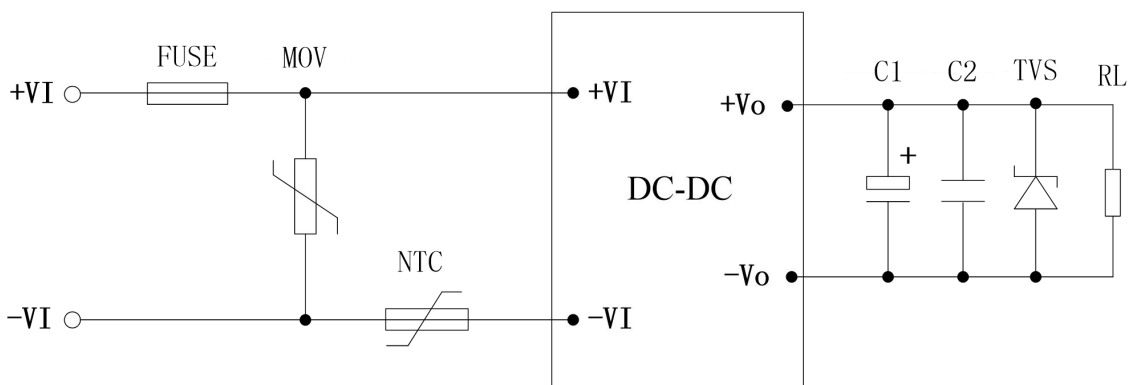 FUSE
MOV
+VI
+VI
NTC
-VI
-VI
DC-DC
+Vo
-Vo
C1
+
C2
TVS
RL